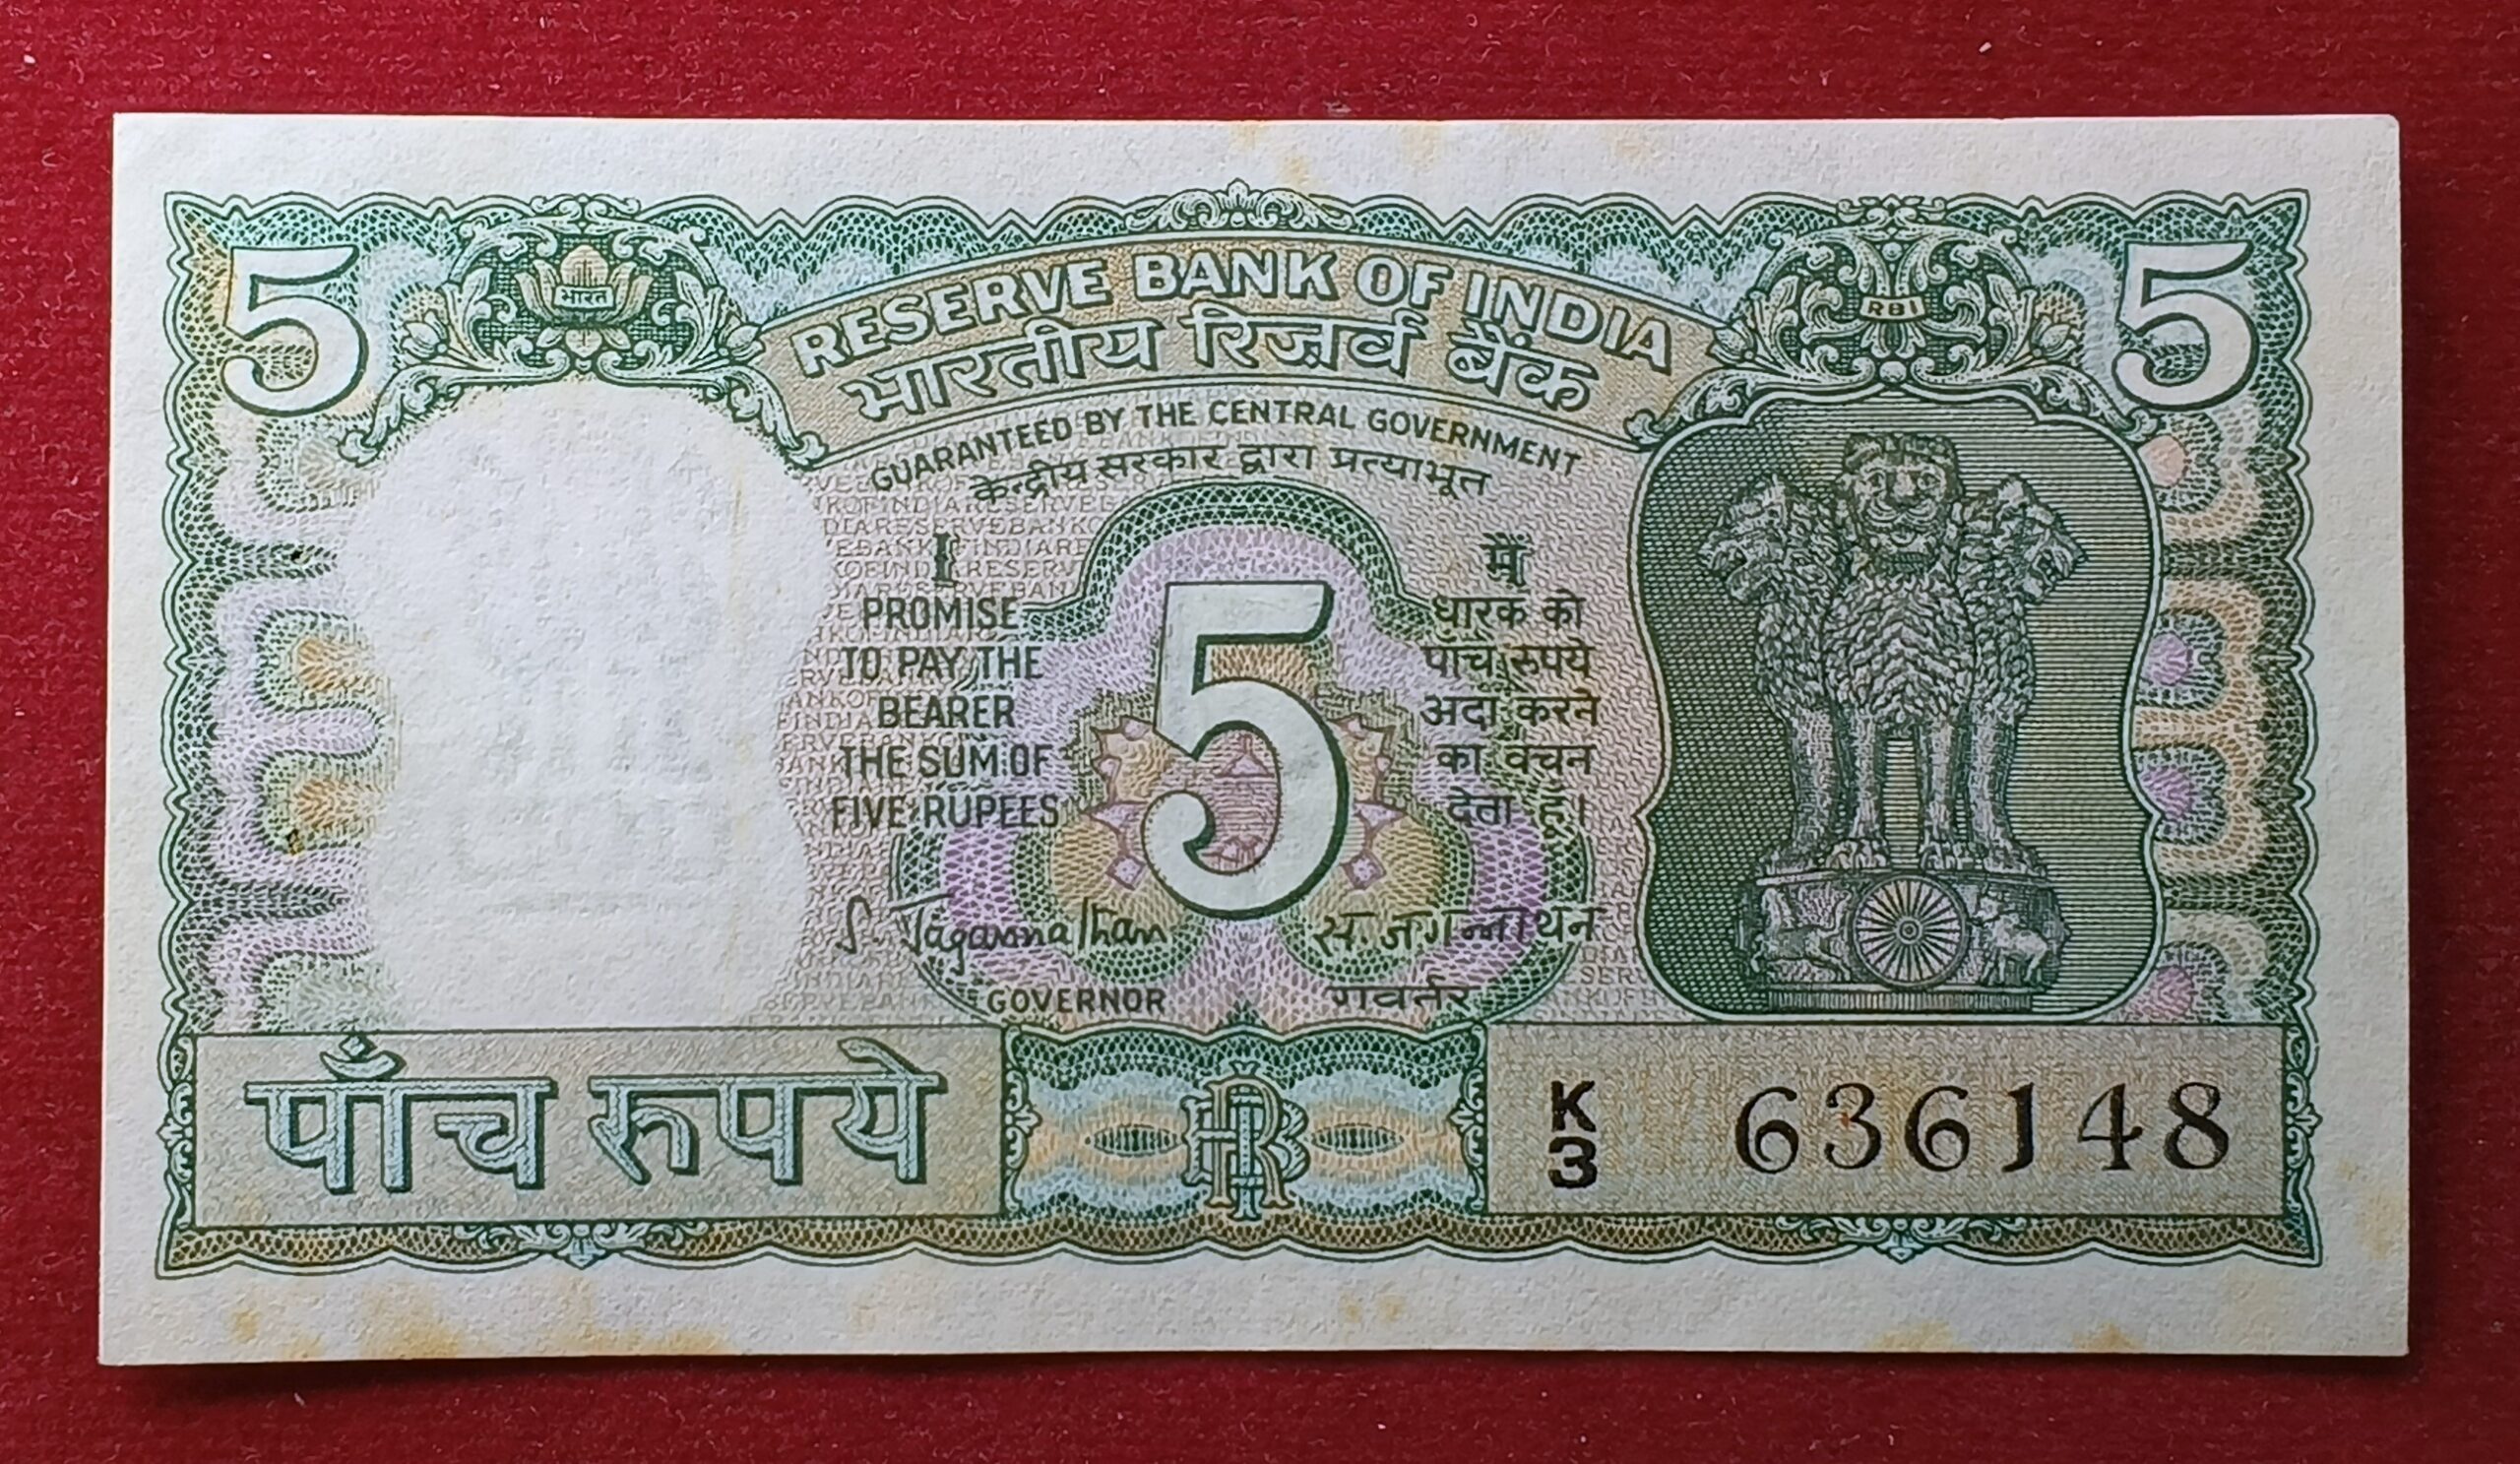 5
भारत
RESERVE BANK OF INDIA
भारतीय रिज़र्व बैंक
RBI
5
GUARANTEED BY THE CENTRAL GOVERNMENT
केन्द्रीय सरकार द्वारा प्रत्याभूत
I
PROMISE
TO PAY THE
BEARER
THE SUM OF
FIVE RUPEES
5
मैं
धारक को
पाँच रुपये
अदा करने
का वचन
देता हूँ।
S. Jagannathan
स. जगन्नाथन
GOVERNOR
गवर्नर
पाँच रुपये
K
3
636148